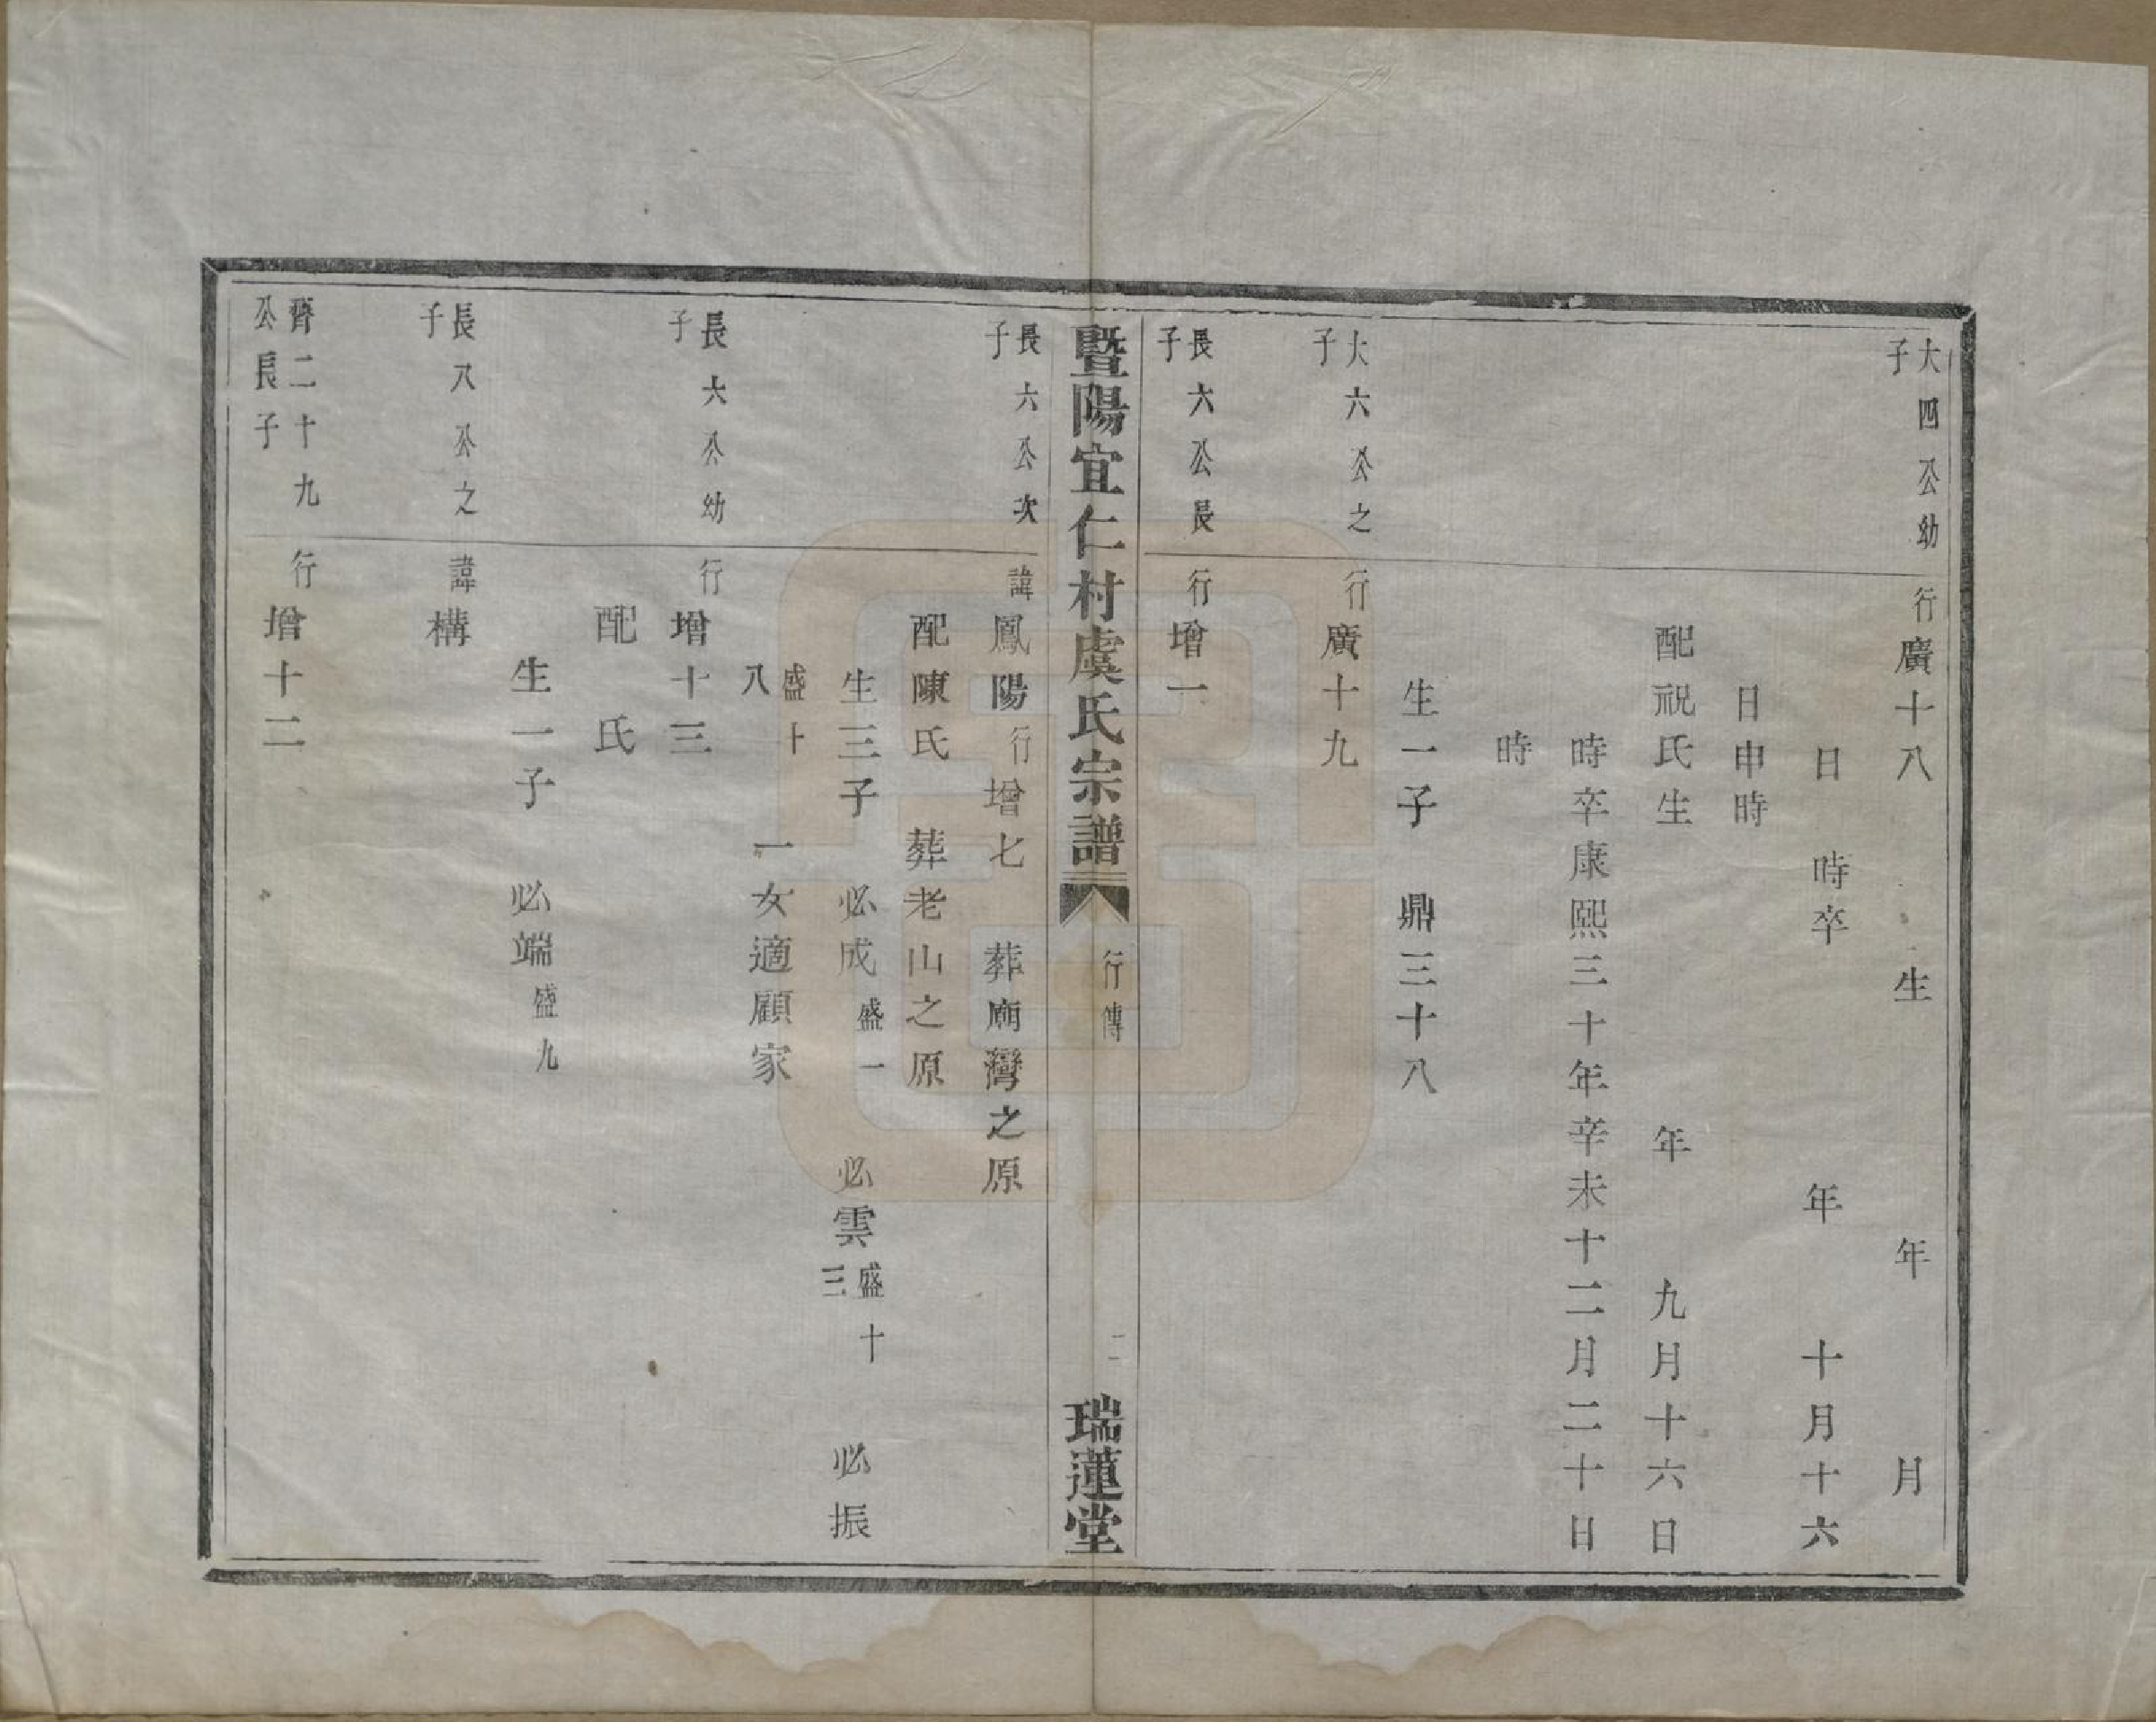 大四公幼子
行廣十八　生　年　月
日　時卒　年　十月十六
日申時
配祝氏生　年　九月十六日
時卒康熙三十年辛未十二月二十日
時
生一子　鼎三十八
大六公之子
行廣十九
長六公長子
行增一
暨陽宜仁村虞氏宗譜　行傳　二　瑞蓮堂
長六公次子
諱鳳陽行增七　葬廟灣之原
配陳氏　葬老山之原
生三子　必成盛一　必雲盛十三　必振
盛十八　一女適顧家
長六公幼子
行增十三
配　氏
生一子　必端盛九
長八公之子
諱構
齊二十九公長子
行增十二